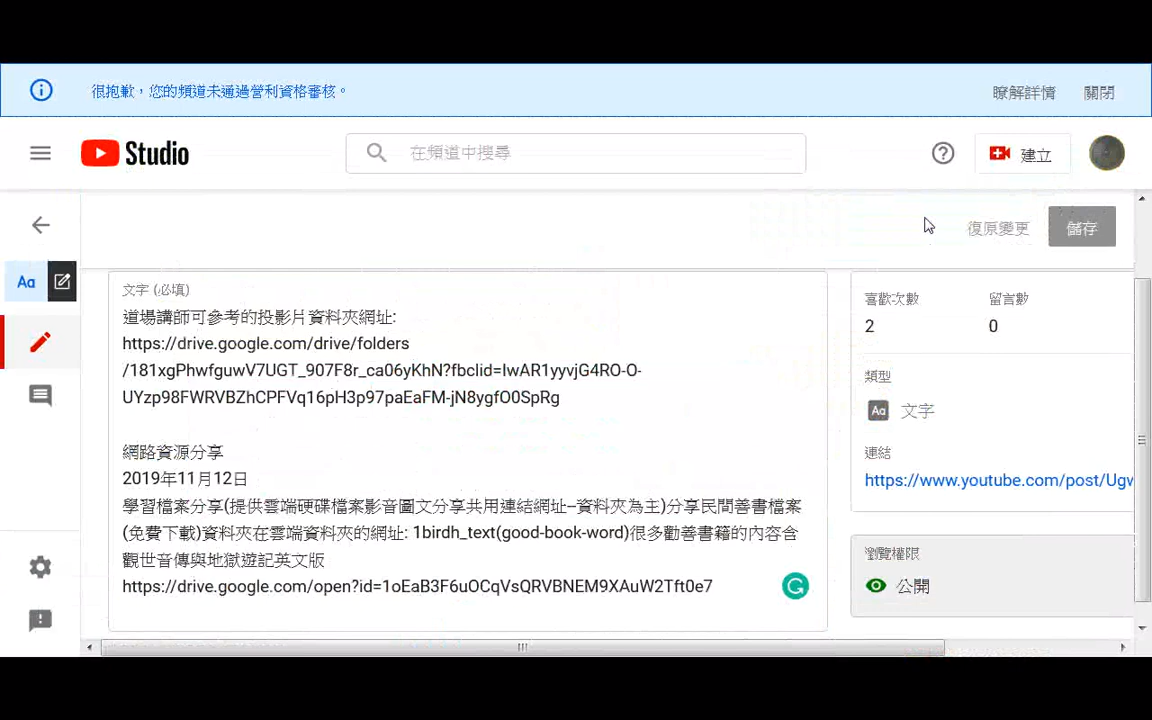 很抱歉，您的頻道未通過營利資格審核。
瞭解詳情
關閉
Studio
在頻道中搜尋
建立
復原變更
儲存
Aa
文字 (必填)
道場講師可參考的投影片資料夾網址:
https://drive.google.com/drive/folders
/181xgPhwfguwV7UGT_907F8r_ca06yKhN?fbclid=IwAR1yyvjG4RO-O-
UYzp98FWRVBZhCPFVq16pH3p97paEaFM-jN8ygfO0SpRg
網路資源分享
2019年11月12日
學習檔案分享(提供雲端硬碟檔案影音圖文分享共用連結網址--資料夾為主)分享民間善書檔案
(免費下載)資料夾在雲端資料夾的網址: 1birdh_text(good-book-word)很多勸善書籍的內容含
觀世音傳與地獄遊記英文版
https://drive.google.com/open?id=1oEaB3F6uOCqVsQRVBNEM9XAuW2Tft0e7
喜歡次數
留言數
2
0
類型
Aa 文字
連結
https://www.youtube.com/post/Ugw
瀏覽權限
公開